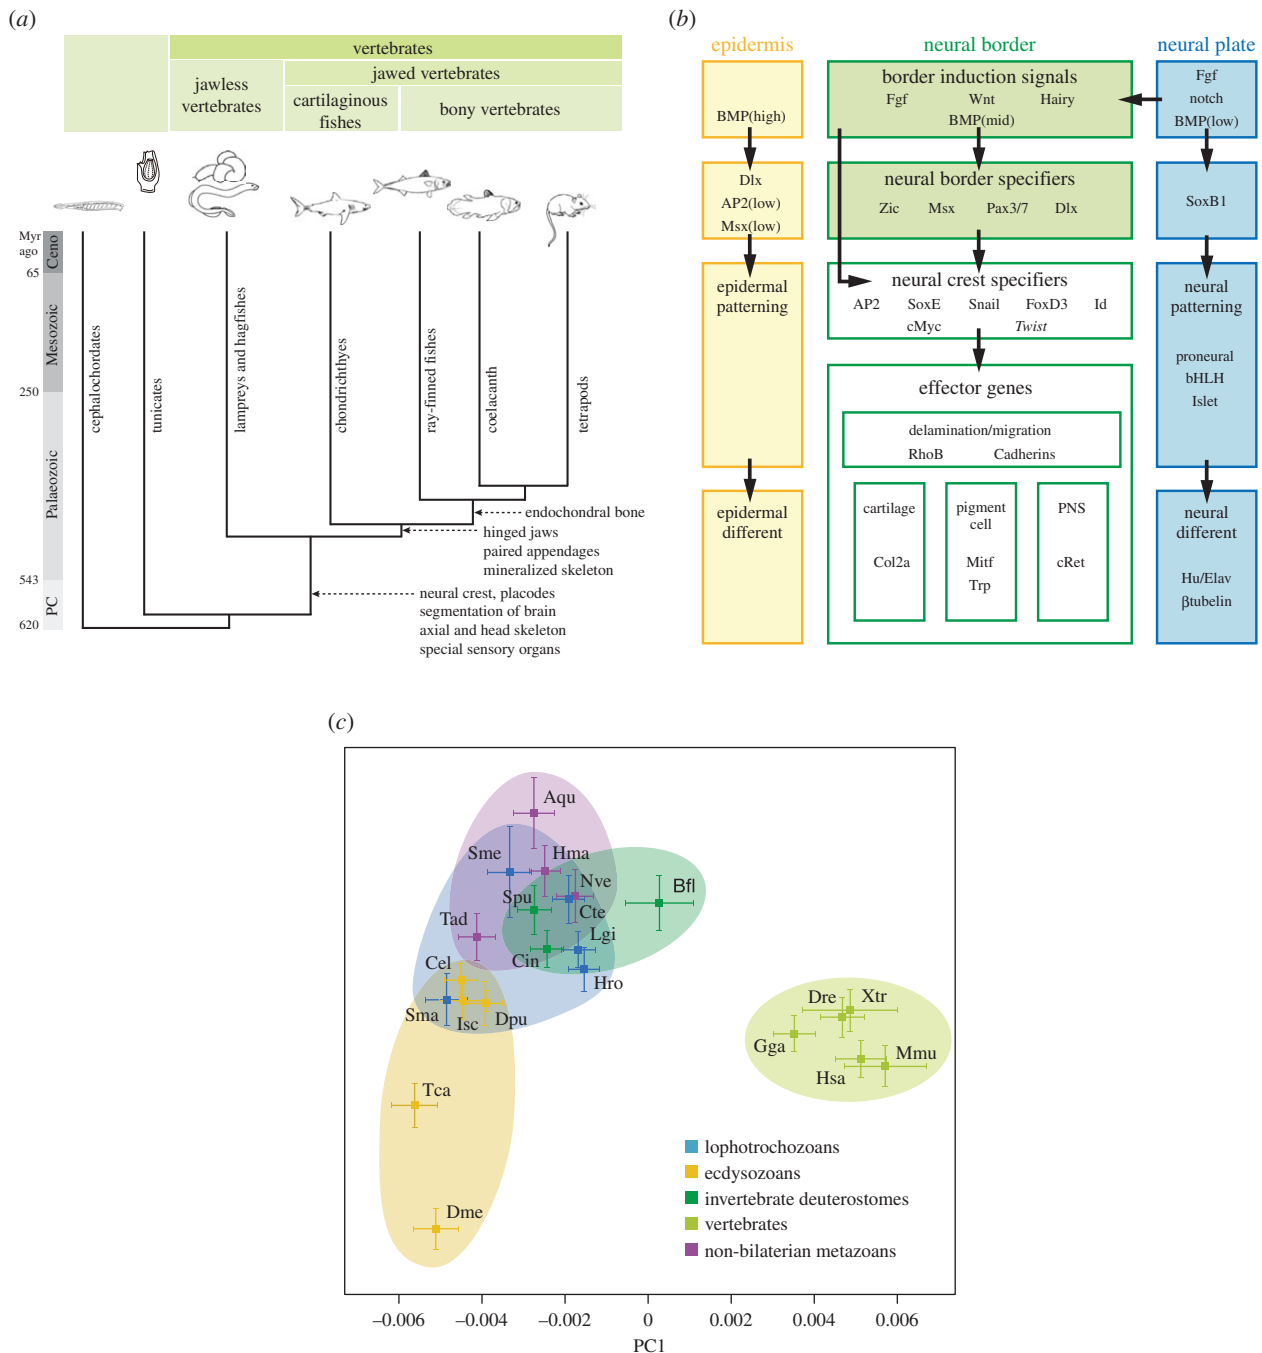 (a)
vertebrates
jawless
vertebrates
jawed vertebrates
cartilaginous
fishes
bony vertebrates
Myr
ago
Ceno
65
Mesozoic
250
Palaeozoic
543
PC
620
cephalochordates
tunicates
lampreys and hagfishes
chondrichthyes
ray-finned fishes
coelacanth
tetrapods
endochondral bone
hinged jaws
paired appendages
mineralized skeleton
neural crest, placodes
segmentation of brain
axial and head skeleton
special sensory organs
(b)
epidermis
BMP(high)
Dlx
AP2(low)
Msx(low)
epidermal
patterning
epidermal
different
neural border
border induction signals
Fgf Wnt Hairy
BMP(mid)
neural border specifiers
Zic Msx Pax3/7 Dlx
neural crest specifiers
AP2 SoxE Snail FoxD3 Id
cMyc Twist
effector genes
delamination/migration
RhoB Cadherins
cartilage
Col2a
pigment
cell
Mitf
Trp
PNS
cRet
neural plate
Fgf
notch
BMP(low)
SoxB1
neural
patterning
proneural
bHLH
Islet
neural
different
Hu/Elav
βtubelin
(c)
Aqu
Sme
Hma
Nve
Spu
Cte
Bfl
Tad
Lgi
Cin
Cel
Hro
Sma
Isc
Dpu
Dre
Xtr
Gga
Mmu
Hsa
Tca
Dme
lophotrochozoans
ecdysozoans
invertebrate deuterostomes
vertebrates
non-bilaterian metazoans
−0.006 −0.004 −0.002 0 0.002 0.004 0.006
PC1